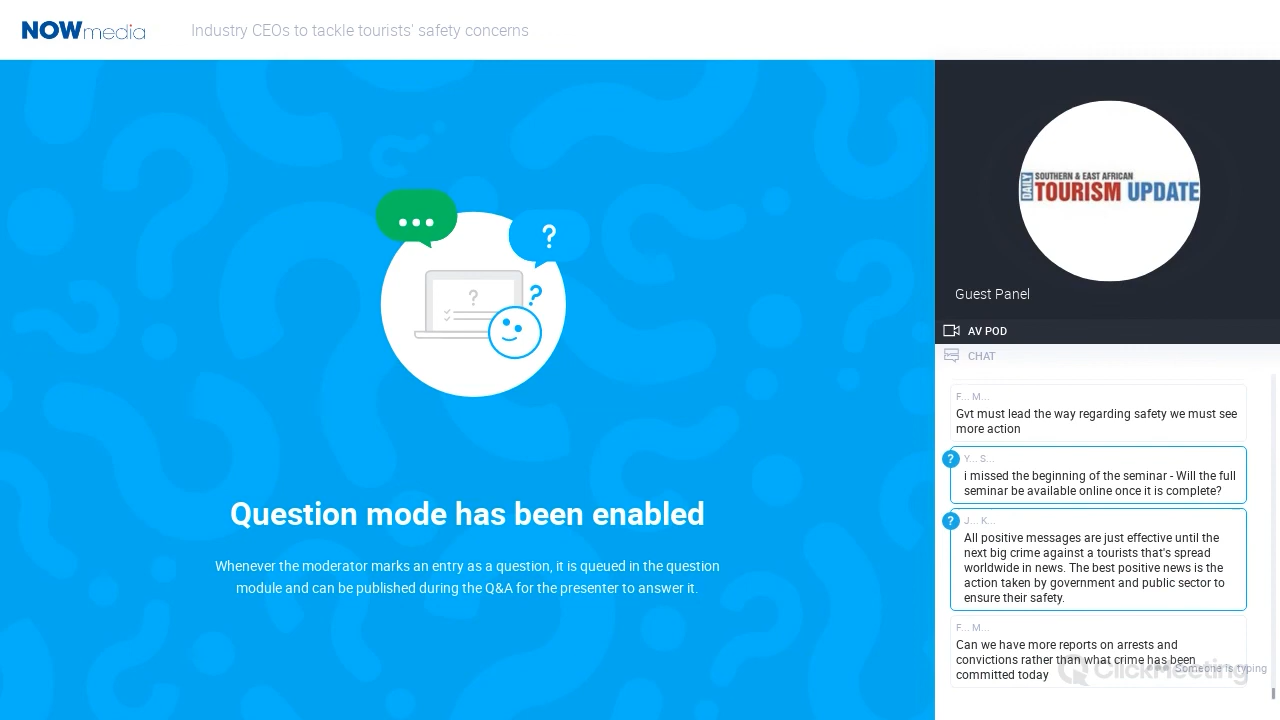 NOWmedia
Industry CEOs to tackle tourists' safety concerns
DAILY
SOUTHERN & EAST AFRICAN
TOURISM UPDATE
Guest Panel
AV POD
CHAT
?
?
?
Question mode has been enabled
Whenever the moderator marks an entry as a question, it is queued in the question
module and can be published during the Q&A for the presenter to answer it.
F... M...
Gvt must lead the way regarding safety we must see
more action
?
Y... S...
i missed the beginning of the seminar - Will the full
seminar be available online once it is complete?
?
J... K...
All positive messages are just effective until the
next big crime against a tourists that's spread
worldwide in news. The best positive news is the
action taken by government and public sector to
ensure their safety.
F... M...
Can we have more reports on arrests and
convictions rather than what crime has been
committed today
ClickMeeting
Someone is typing